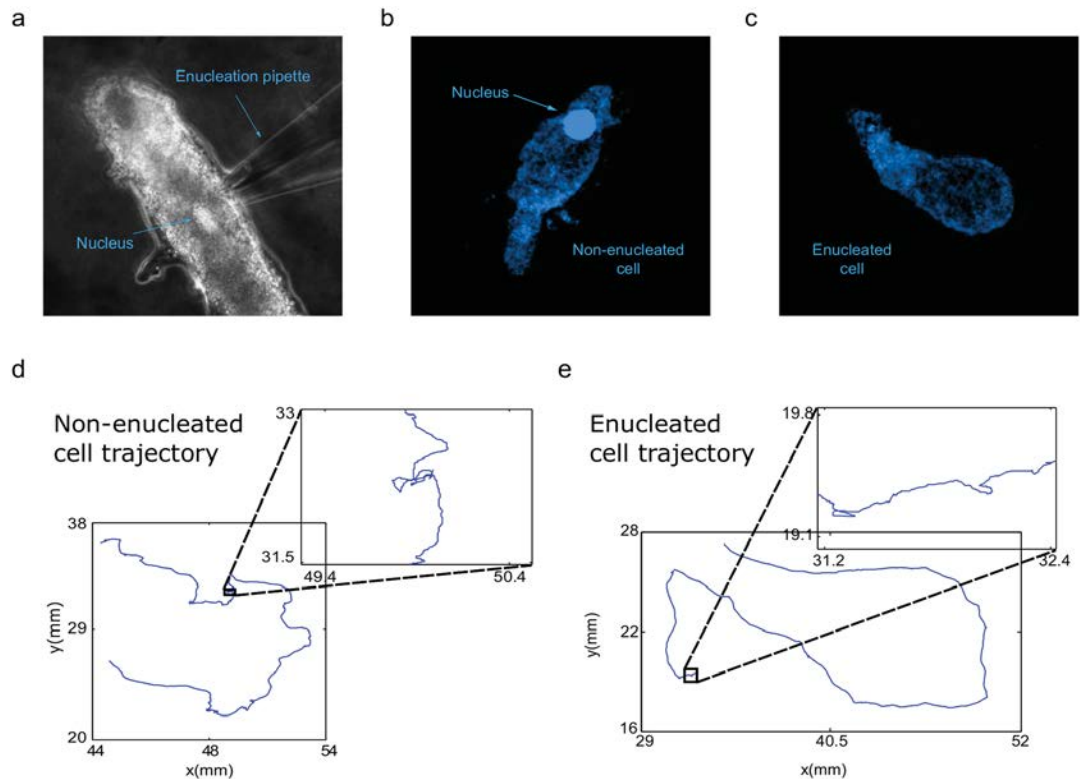 a
b
c
Enucleation pipette
Nucleus
Nucleus
Non-enucleated
cell
Enucleated
cell
d
e
Non-enucleated
cell trajectory
33
31.5
49.4
50.4
38
29
20
y(mm)
44
48
54
x(mm)
Enucleated
cell trajectory
19.8
19.1
31.2
32.4
28
22
16
y(mm)
29
40.5
52
x(mm)